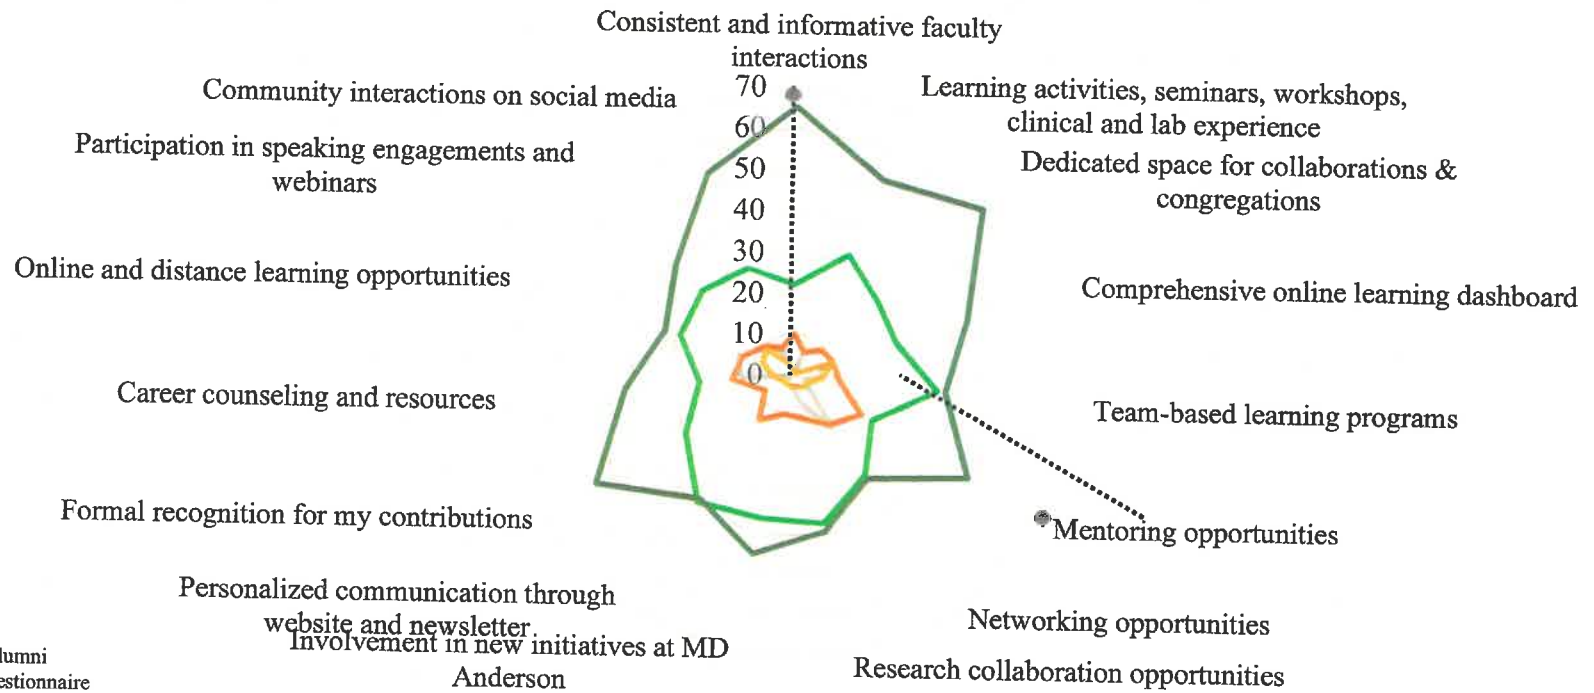 Consistent and informative faculty
interactions
Community interactions on social media
Learning activities, seminars, workshops,
clinical and lab experience
Participation in speaking engagements and
webinars
Dedicated space for collaborations &
congregations
70
60
50
40
30
20
10
0
Online and distance learning opportunities
Comprehensive online learning dashboard
Career counseling and resources
Team-based learning programs
Formal recognition for my contributions
Mentoring opportunities
Personalized communication through
website and newsletter
Involvement in new initiatives at MD
Anderson
Networking opportunities
Research collaboration opportunities
lumni
estionnaire